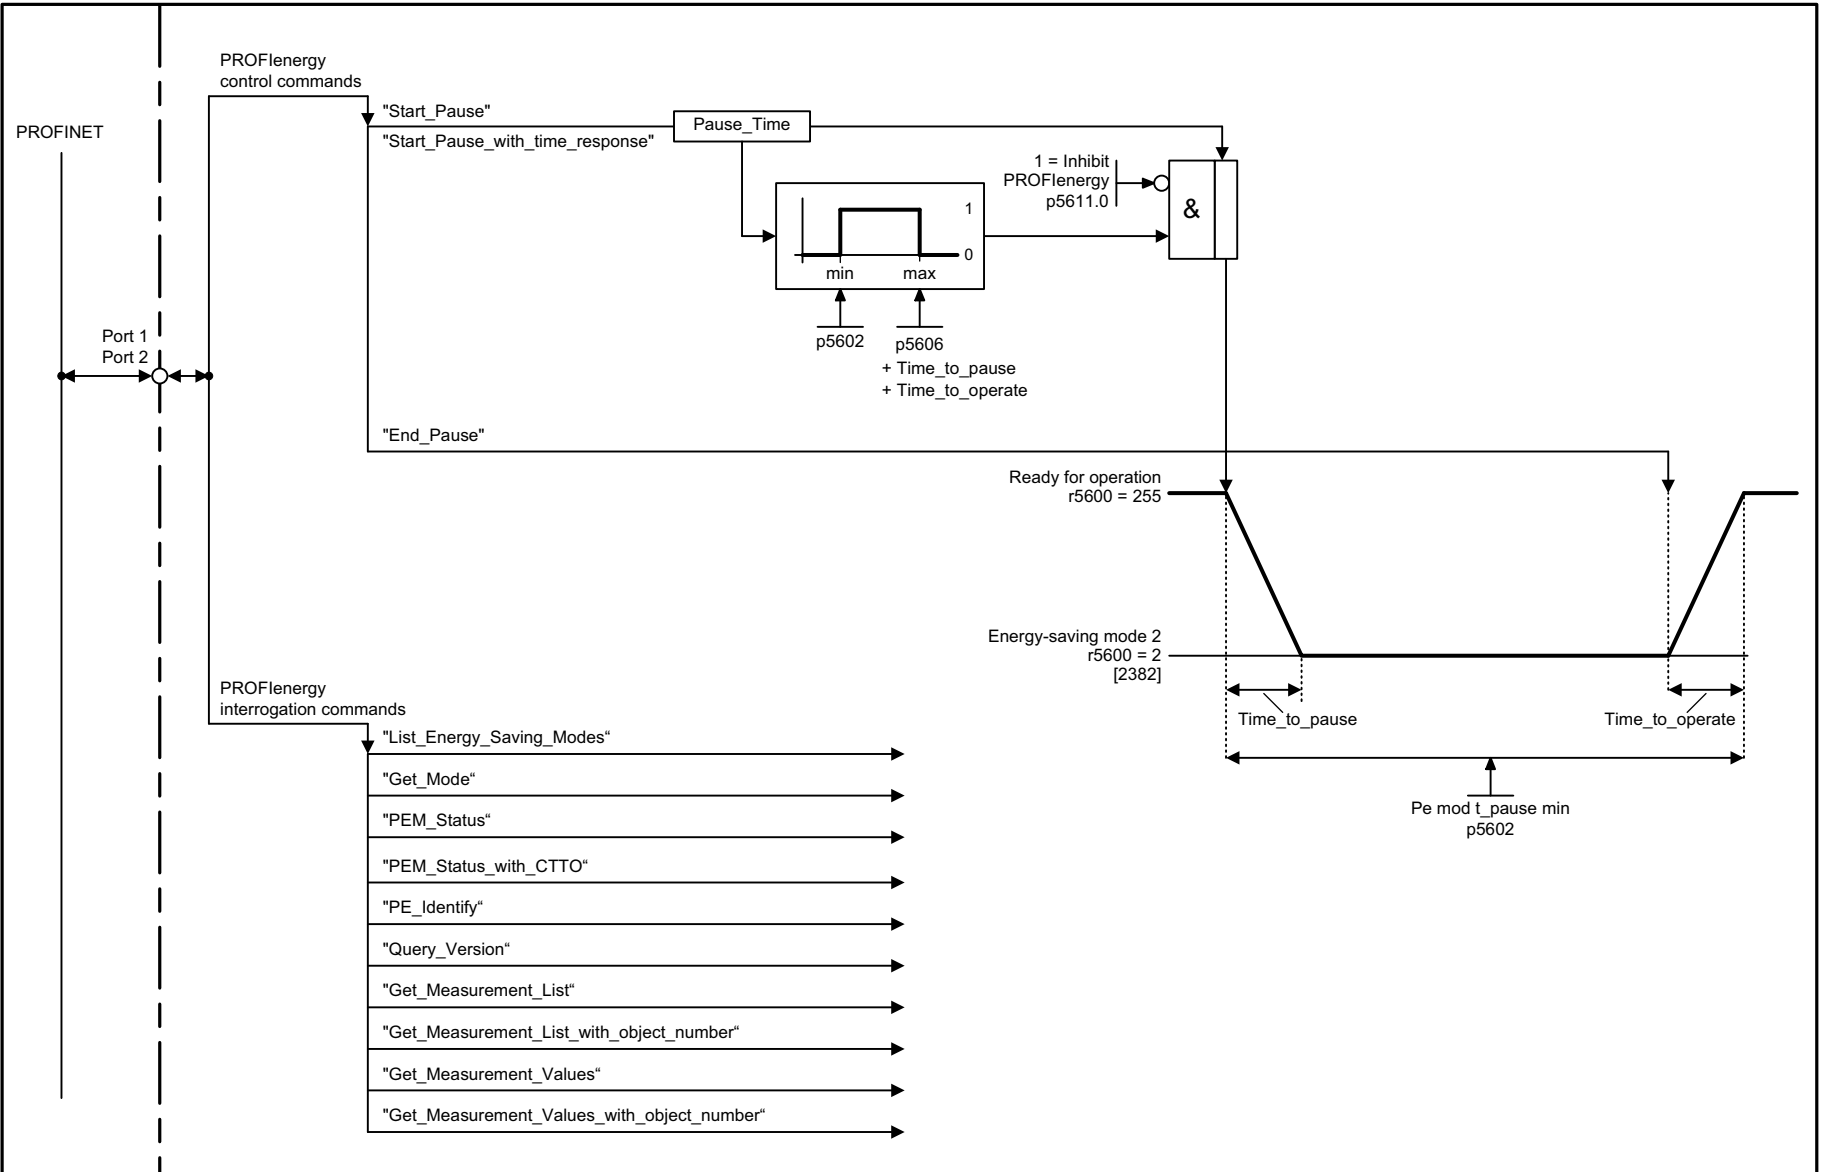 PROFIenergy
control commands
PROFINET
"Start_Pause"
"Start_Pause_with_time_response"
Pause_Time
1 = Inhibit
PROFIenergy
p5611.0
&
1
0
min
max
p5602
p5606
+ Time_to_pause
+ Time_to_operate
Port 1
Port 2
"End_Pause"
Ready for operation
r5600 = 255
Energy-saving mode 2
r5600 = 2
[2382]
Time_to_pause
Time_to_operate
Pe mod t_pause min
p5602
PROFIenergy
interrogation commands
"List_Energy_Saving_Modes“
"Get_Mode“
"PEM_Status“
"PEM_Status_with_CTTO“
"PE_Identify“
"Query_Version“
"Get_Measurement_List“
"Get_Measurement_List_with_object_number“
"Get_Measurement_Values“
"Get_Measurement_Values_with_object_number“